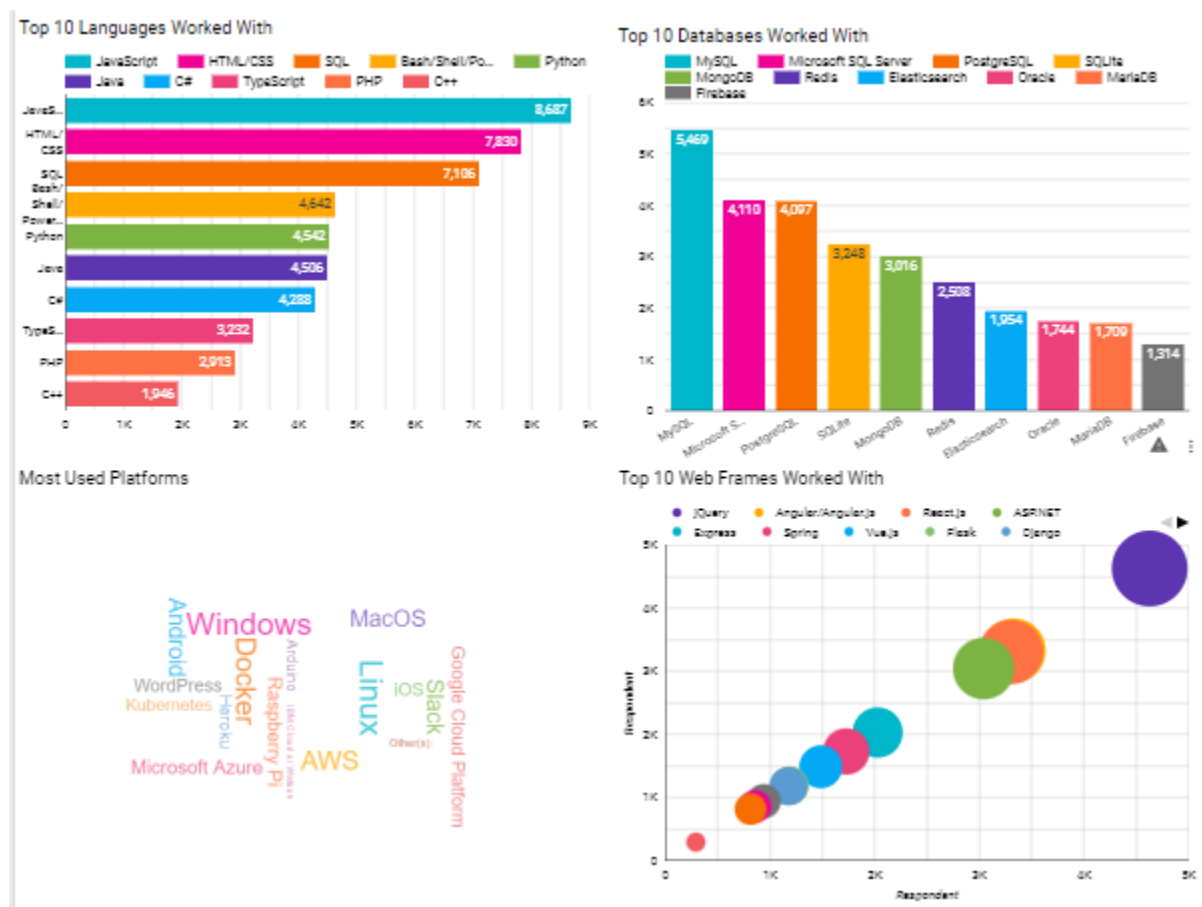 Top 10 Languages Worked With
JavaScript HTML/CSS SQL Bash/Shell/Po... Python
Java C# TypeScript PHP C++
JavaS... 8,687
HTML/
CSS 7,830
SQL 7,106
Bash/
Shell/ 4,642
Power...
Python 4,542
Java 4,506
C# 4,288
TypeS... 3,232
PHP 2,913
C++ 1,946
0 1K 2K 3K 4K 5K 6K 7K 8K 9K
Top 10 Databases Worked With
MySQL Microsoft SQL Server PostgreSQL SQLite
MongoDB Redis Elasticsearch Oracle MariaDB
Firebase
6K
5K
4K
3K
2K
1K
0
5,469 4,110 4,097 3,248 3,016 2,508 1,954 1,744 1,709 1,314
MySQL Microsoft S... PostgreSQL SQLite MongoDB Redis Elasticsearch Oracle MariaDB Firebase
Most Used Platforms
Android
Windows
MacOS
Docker
Arduino
Linux
Google Cloud Platform
WordPress
Kubernetes
Heroku
Raspberry Pi
IBM Cloud or Watson
iOS
Slack
Other(s):
AWS
Microsoft Azure
Top 10 Web Frames Worked With
jQuery Angular/Angular.js React.js ASP.NET
Express Spring Vue.js Flask Django
5K
4K
3K
2K
1K
0
Respondent
0 1K 2K 3K 4K 5K
Respondent